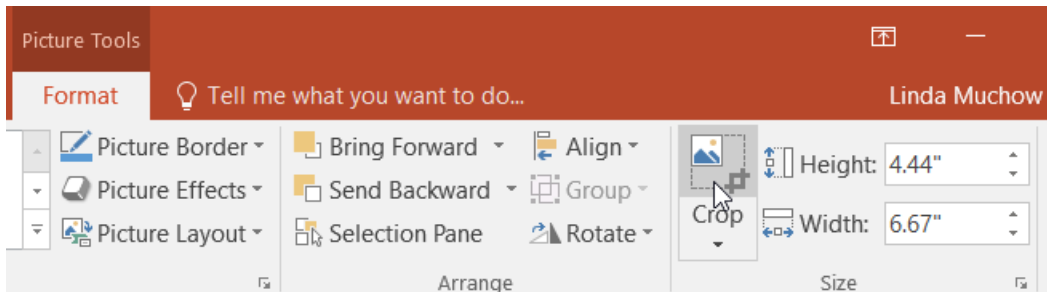 Picture Tools
Format
Tell me what you want to do...
Linda Muchow
Picture Border
Picture Effects
Picture Layout
Bring Forward
Send Backward
Selection Pane
Align
Group
Rotate
Arrange
Crop
Height: 4.44"
Width: 6.67"
Size